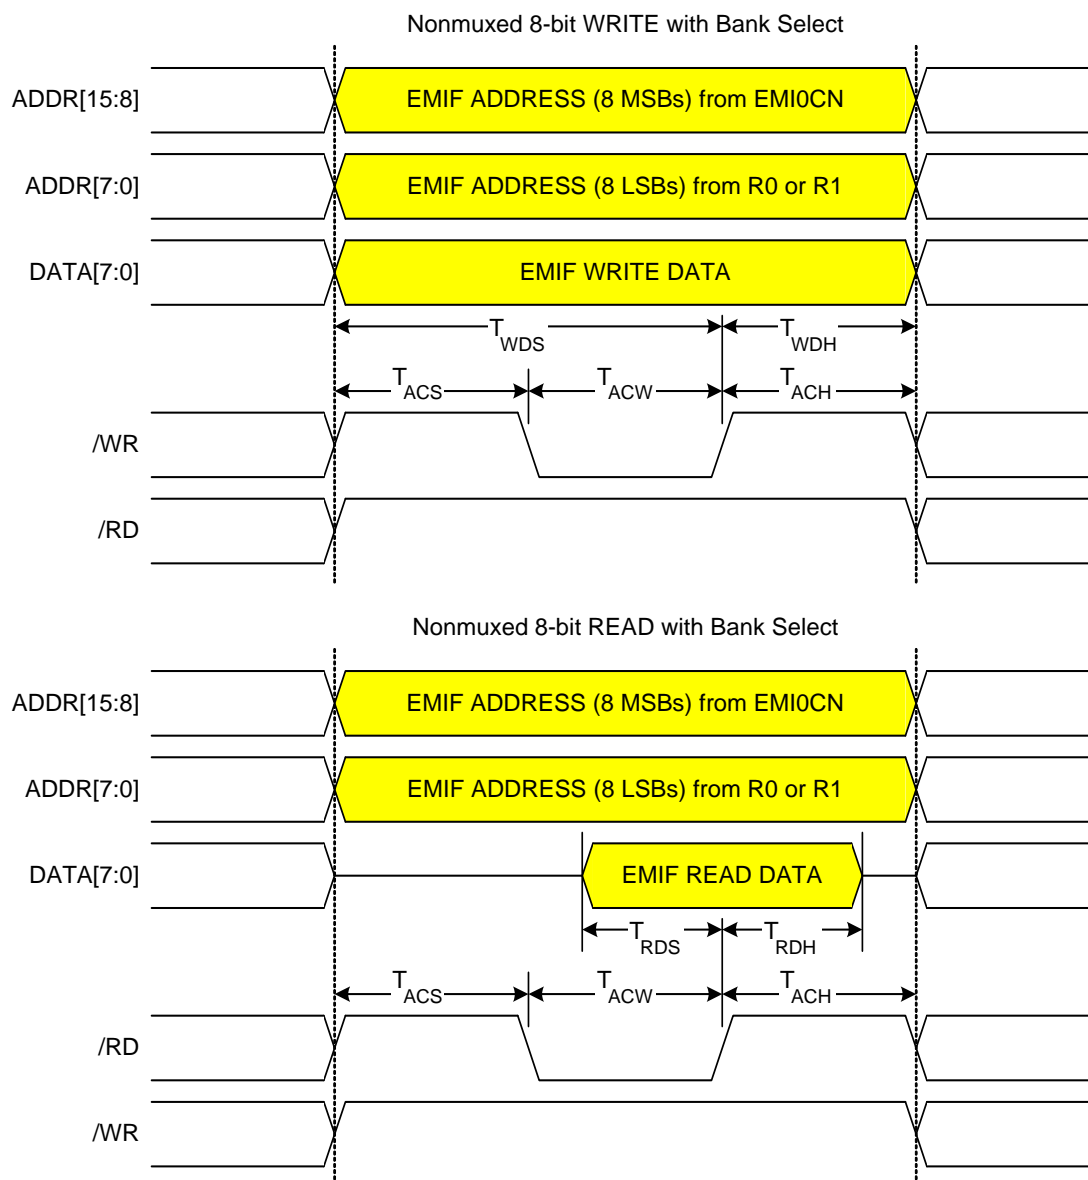 Nonmuxed 8-bit WRITE with Bank Select
ADDR[15:8] EMIF ADDRESS (8 MSBs) from EMI0CN
ADDR[7:0] EMIF ADDRESS (8 LSBs) from R0 or R1
DATA[7:0] EMIF WRITE DATA
TWDS TWDH
TACS TACW TACH
/WR
/RD
Nonmuxed 8-bit READ with Bank Select
ADDR[15:8] EMIF ADDRESS (8 MSBs) from EMI0CN
ADDR[7:0] EMIF ADDRESS (8 LSBs) from R0 or R1
DATA[7:0] EMIF READ DATA
TRDS TRDH
TACS TACW TACH
/RD
/WR